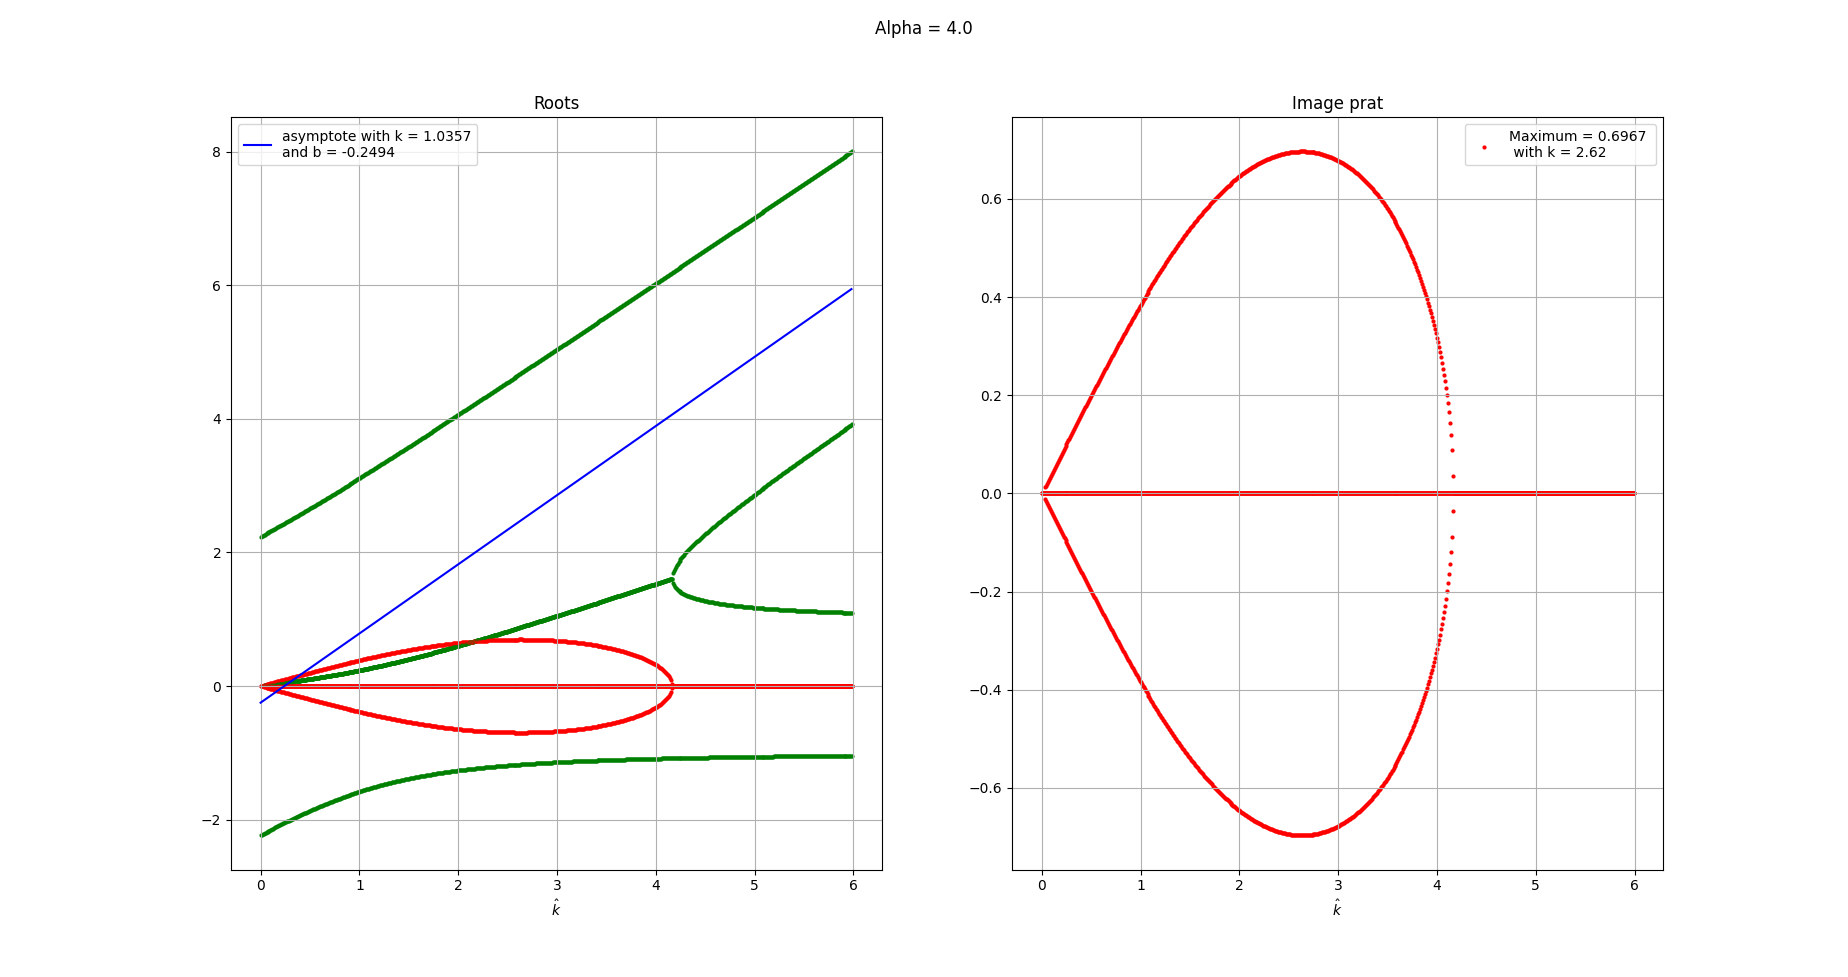 Alpha = 4.0
Roots
asymptote with k = 1.0357
and b = -0.2494
8
6
4
2
0
−2
0 1 2 3 4 5 6
k̂
Image prat
Maximum = 0.6967
with k = 2.62
0.6
0.4
0.2
0.0
−0.2
−0.4
−0.6
0 1 2 3 4 5 6
k̂